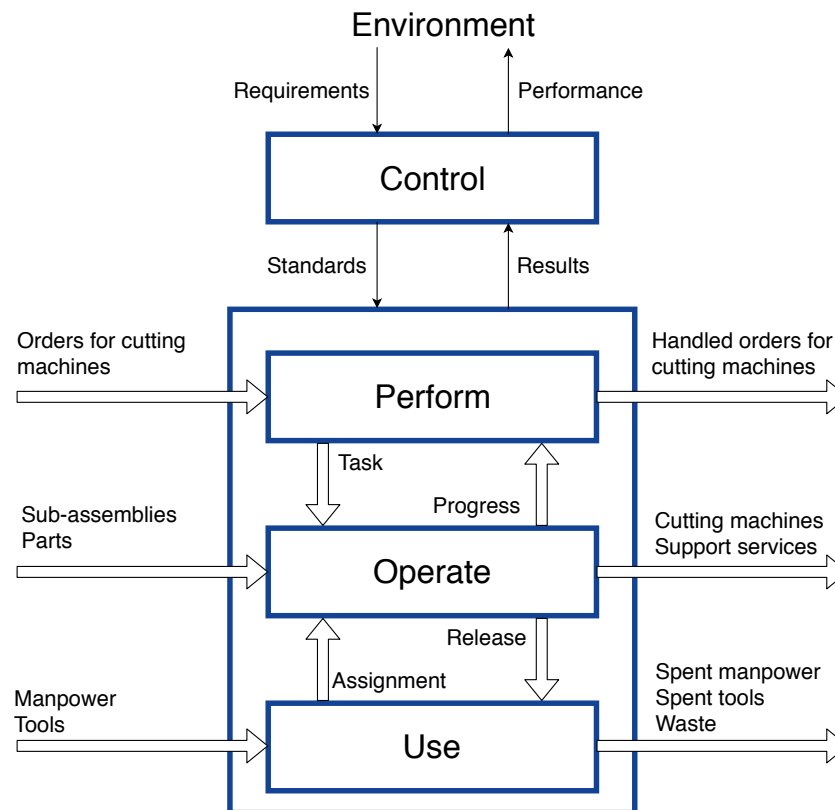 Environment
Requirements
Performance
Control
Standards
Results
Orders for cutting
machines
Handled orders for
cutting machines
Perform
Task
Progress
Sub-assemblies
Parts
Cutting machines
Support services
Operate
Release
Assignment
Manpower
Tools
Spent manpower
Spent tools
Waste
Use